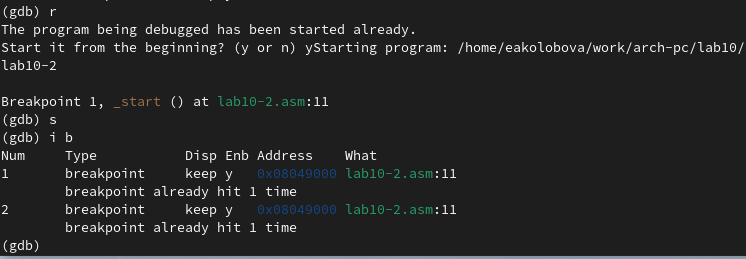 (gdb) r
The program being debugged has been started already.
Start it from the beginning? (y or n) yStarting program: /home/eakolobova/work/arch-pc/lab10/
lab10-2
Breakpoint 1, _start () at lab10-2.asm:11
(gdb) s
(gdb) i b
Num     Type           Disp Enb Address    What
1       breakpoint     keep y   0x08049000 lab10-2.asm:11
        breakpoint already hit 1 time
2       breakpoint     keep y   0x08049000 lab10-2.asm:11
        breakpoint already hit 1 time
(gdb)